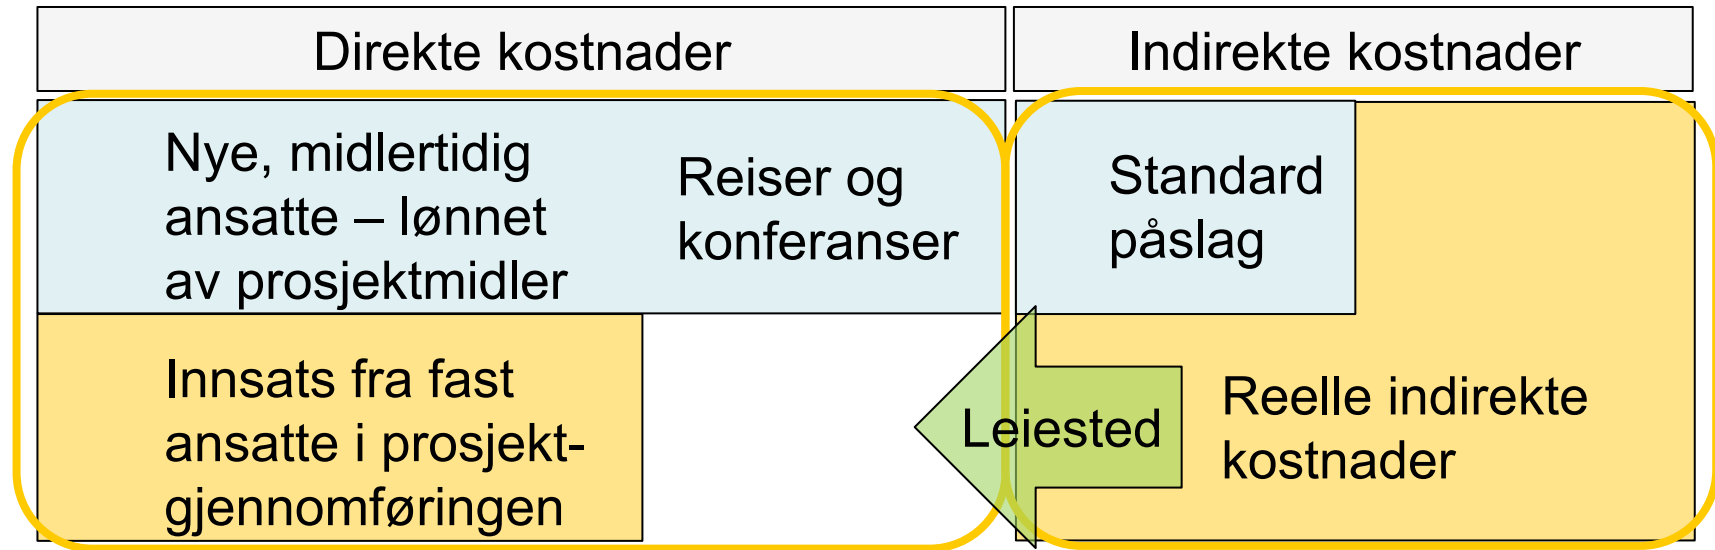 Direkte kostnader
Indirekte kostnader
Nye, midlertidig
ansatte – lønnet
av prosjektmidler
Reiser og
konferanser
Standard
påslag
Innsats fra fast
ansatte i prosjekt-
gjennomføringen
Leiested
Reelle indirekte
kostnader